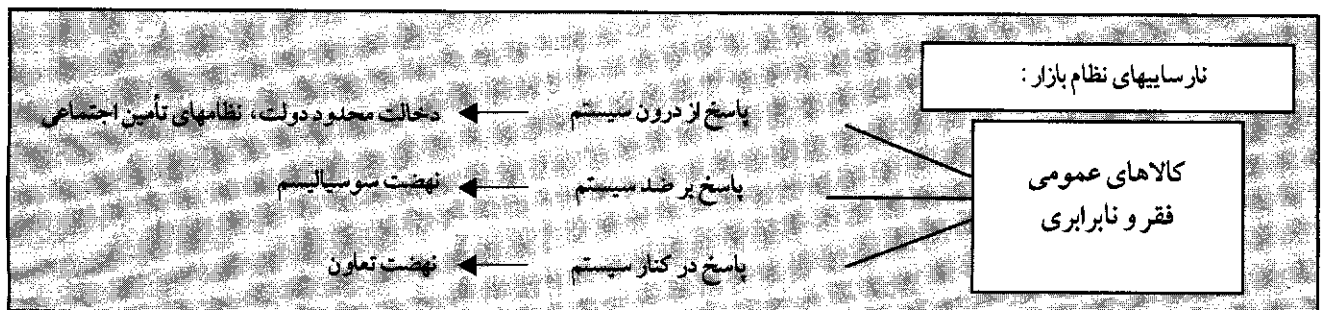 نارساییهای نظام بازار :
کالاهای عمومی
فقر و نابرابری
پاسخ از درون سیستم
دخالت محدود دولت، نظامهای تأمین اجتماعی
پاسخ بر ضد سیستم
نهضت سوسیالیسم
پاسخ در کنار سیستم
نهضت تعاون